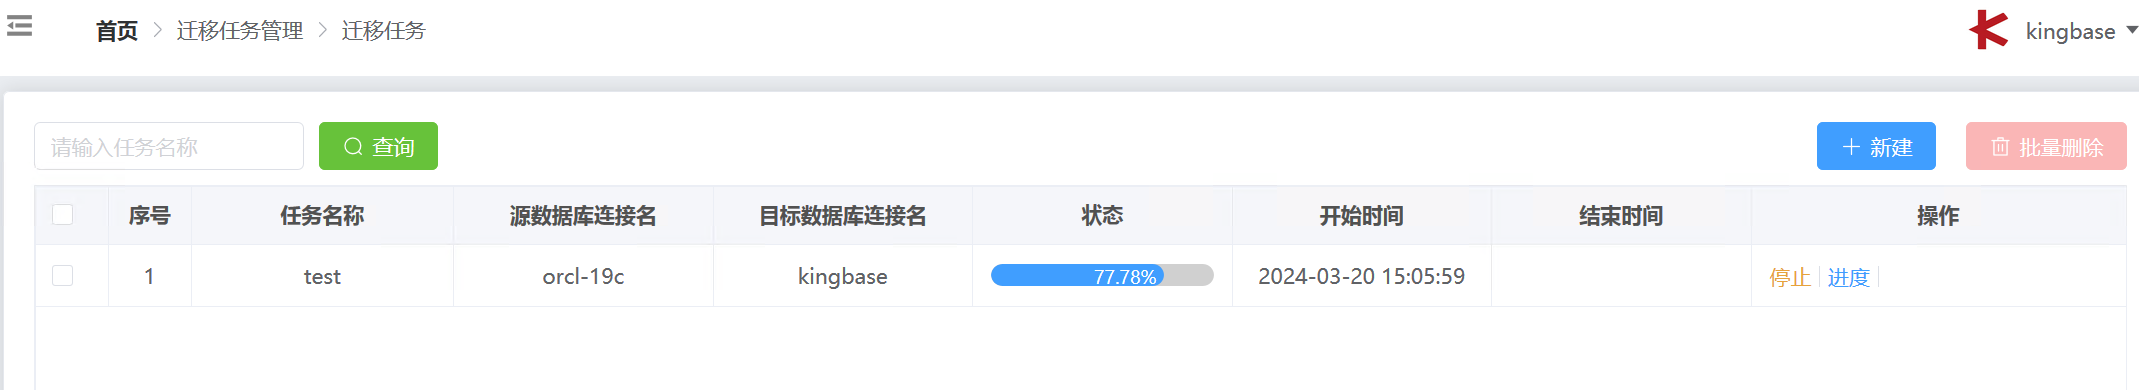 首页 > 迁移任务管理 > 迁移任务 kingbase
请输入任务名称 查询 新建 批量删除
序号 任务名称 源数据库连接名 目标数据库连接名 状态 开始时间 结束时间 操作
1 test orcl-19c kingbase 77.78% 2024-03-20 15:05:59 停止 进度